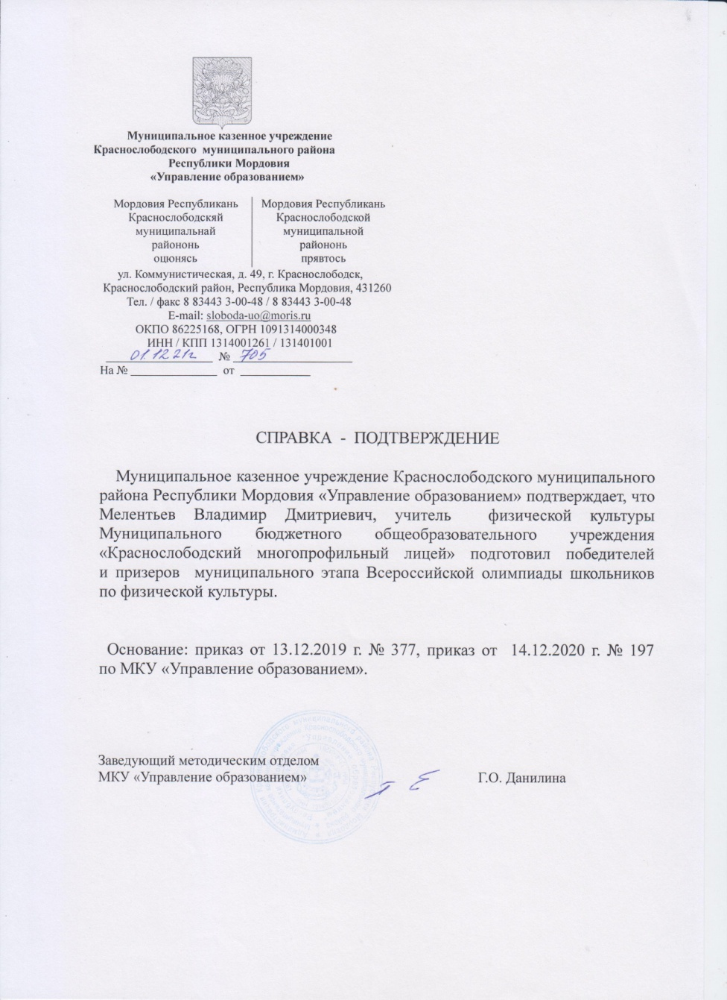 Муниципальное казенное учреждение
Краснослободского муниципального района
Республики Мордовия
«Управление образованием»
Мордовия Республикань
Краснослободскяй
муниципальнай
райононь
оцюнясь
Мордовия Республикань
Краснослободской
муниципальной
райононь
прявтось
ул. Коммунистическая, д. 49, г. Краснослободск,
Краснослободский район, Республика Мордовия, 431260
Тел. / факс 8 83443 3-00-48 / 8 83443 3-00-48
E-mail: sloboda-uo@moris.ru
ОКПО 86225168, ОГРН 1091314000348
ИНН / КПП 1314001261 / 131401001
01.12 21г № 705
На № ______________ от ___________
СПРАВКА - ПОДТВЕРЖДЕНИЕ
Муниципальное казенное учреждение Краснослободского муниципального
района Республики Мордовия «Управление образованием» подтверждает, что
Мелентьев Владимир Дмитриевич, учитель физической культуры
Муниципального бюджетного общеобразовательного учреждения
«Краснослободский многопрофильный лицей» подготовил победителей
и призеров муниципального этапа Всероссийской олимпиады школьников
по физической культуры.
Основание: приказ от 13.12.2019 г. № 377, приказ от 14.12.2020 г. № 197
по МКУ «Управление образованием».
Заведующий методическим отделом
МКУ «Управление образованием»
Г.О. Данилина